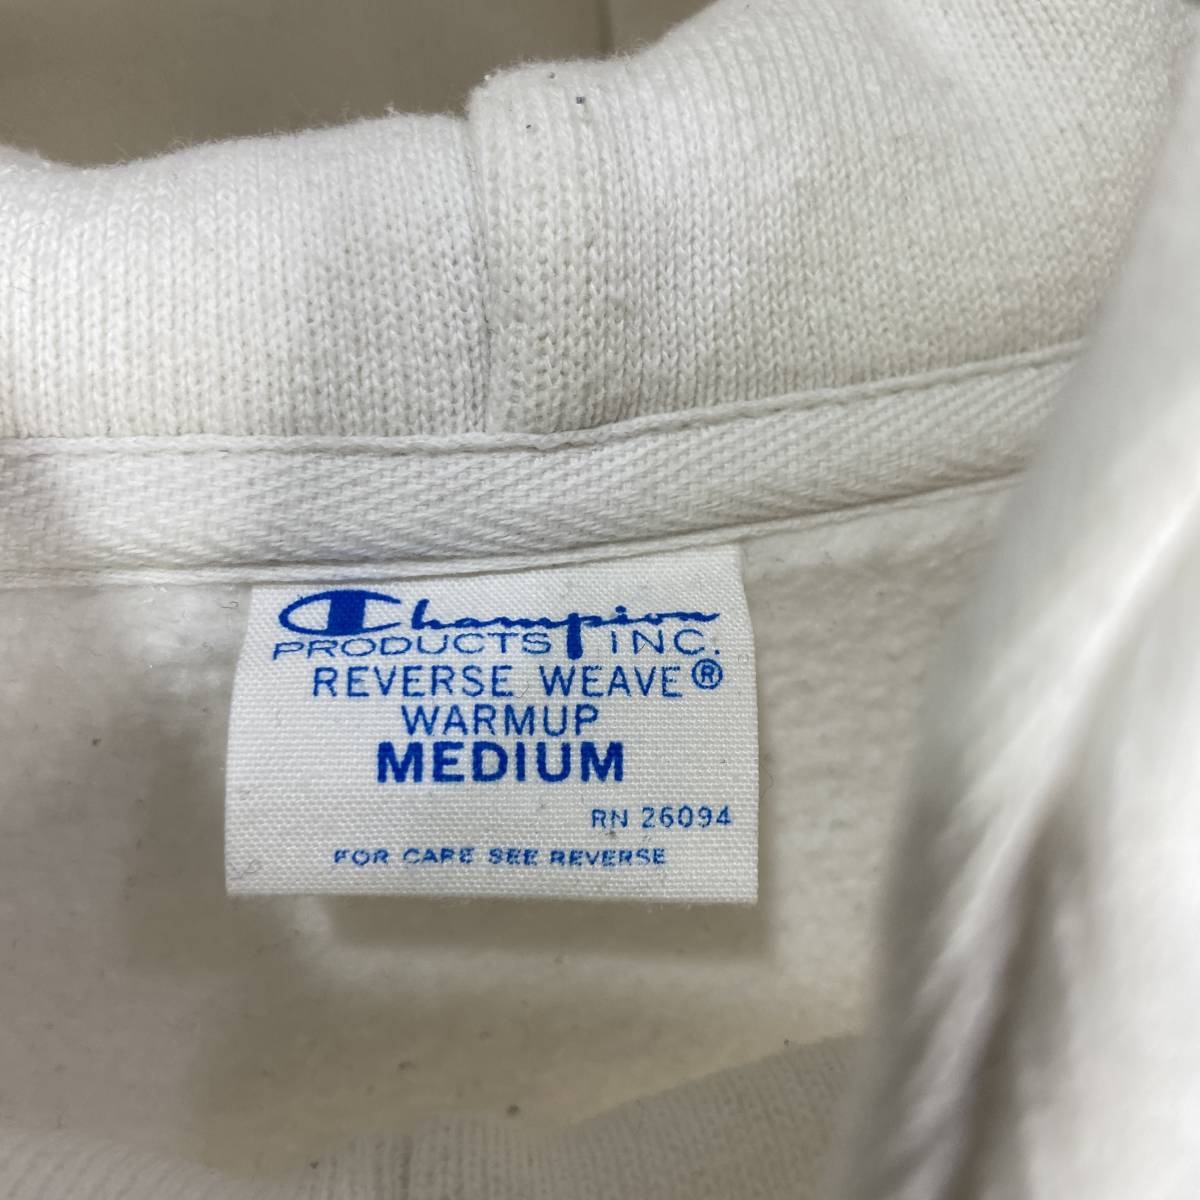 Champion
PRODUCTS INC.
REVERSE WEAVE®
WARMUP
MEDIUM
RN 26094
FOR CARE SEE REVERSE